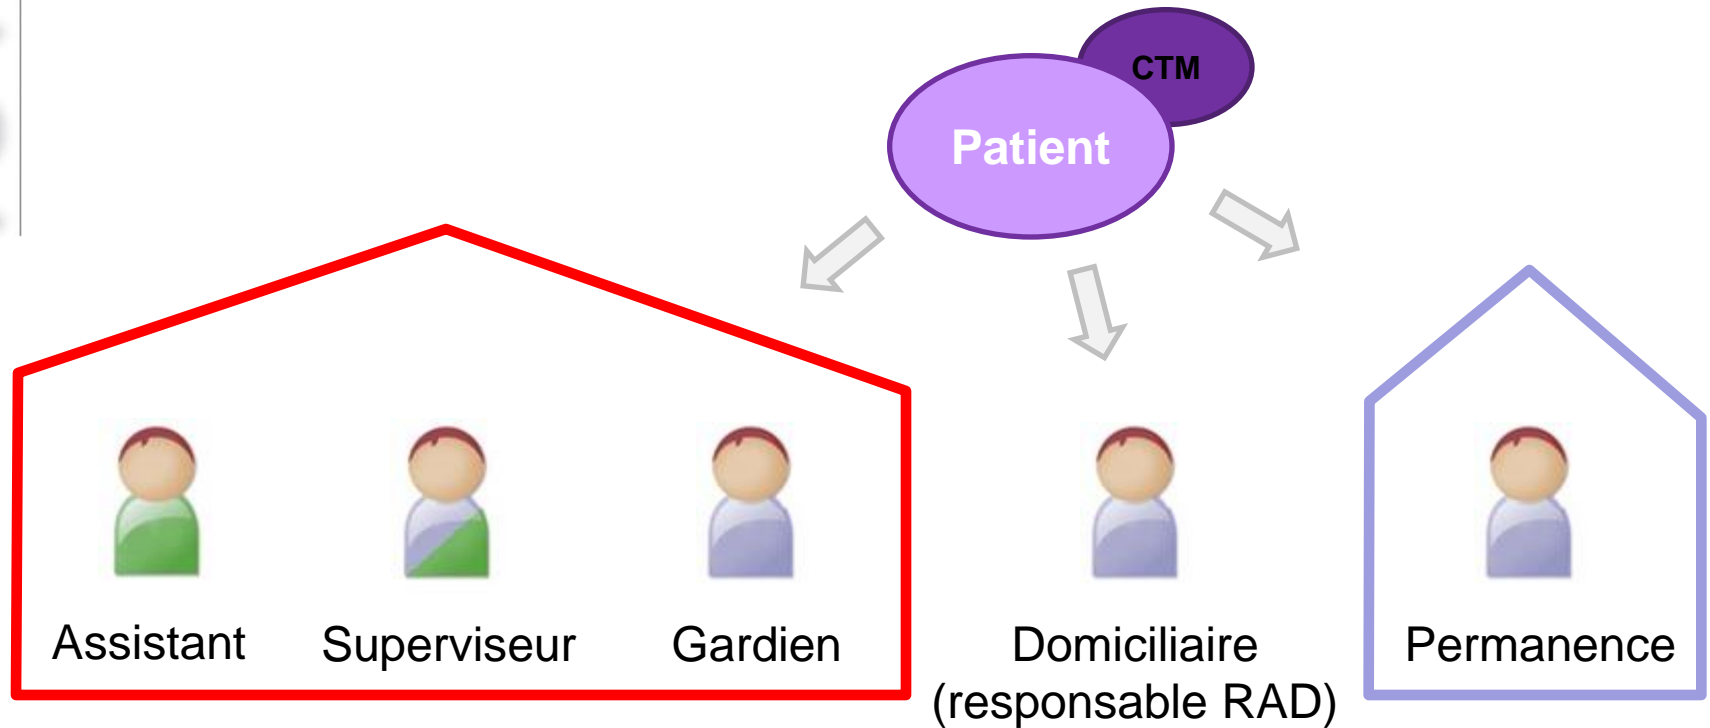 CTM
Patient
Assistant
Superviseur
Gardien
Domiciliaire
(responsable RAD)
Permanence